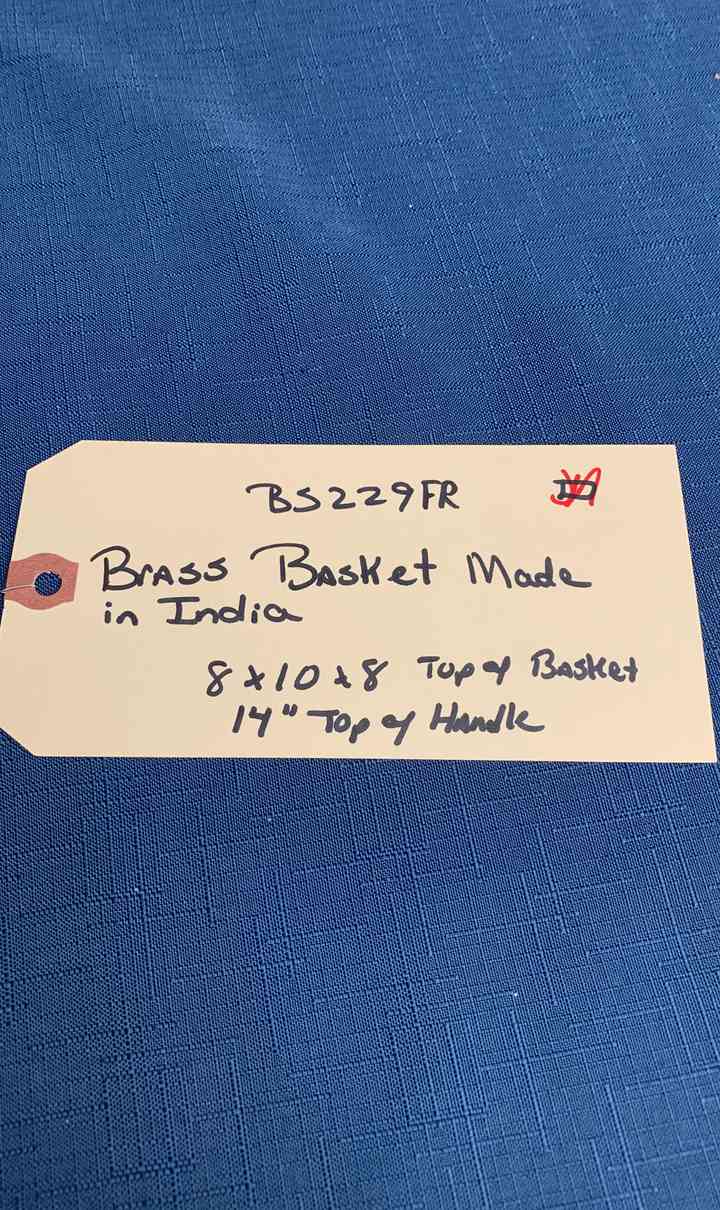 BS229FR
Brass Basket Made
in India
8 x 10 x 8 Top of Basket
14" Top of Handle